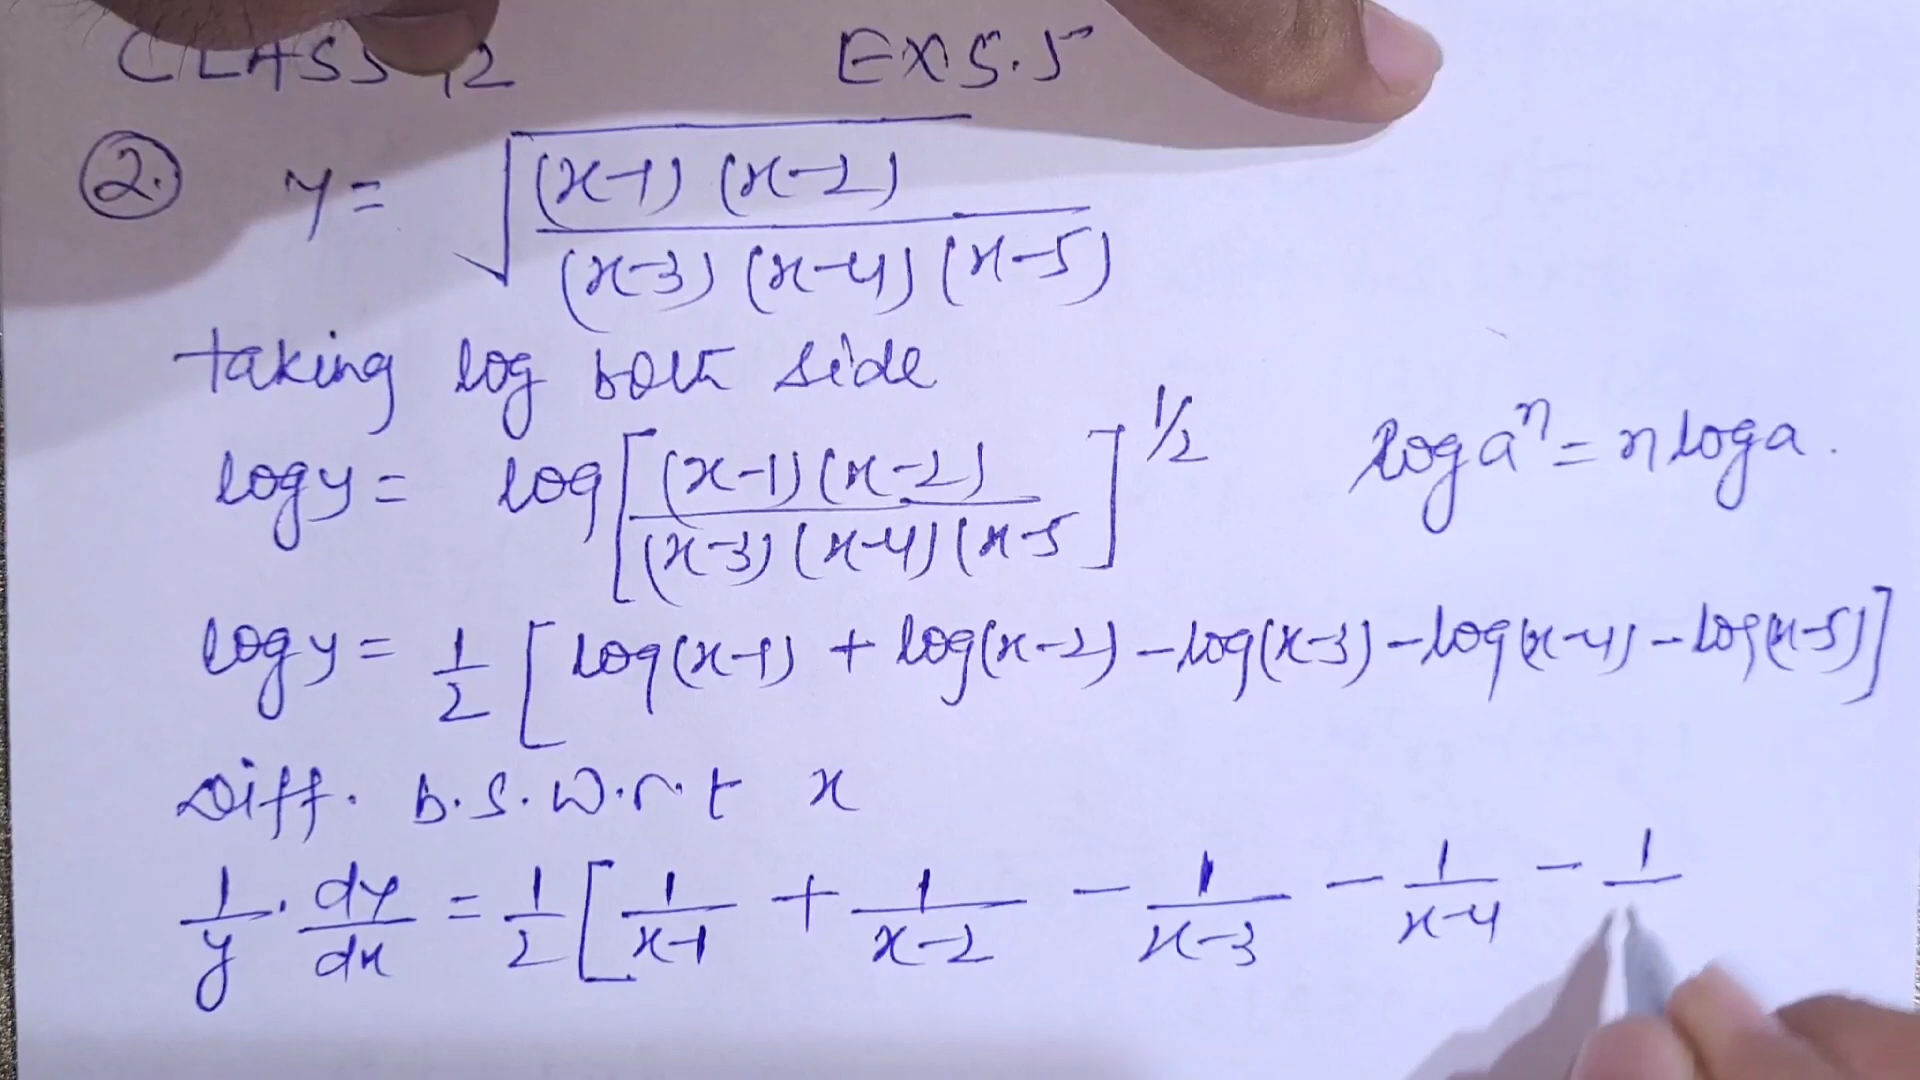 CLASS 12 EX 5.5
2. y = √((x-1) (x-2) / (x-3) (x-4) (x-5))
taking log both side
log y = log [(x-1)(x-2) / (x-3)(x-4)(x-5]^1/2 log a^n = n log a.
log y = 1/2 [log(x-1) + log(x-2) - log(x-3) - log(x-4) - log(x-5)]
Diff. b.s. w.r.t x
1/y . dy/dx = 1/2 [1/x-1 + 1/x-2 - 1/x-3 - 1/x-4 - 1/